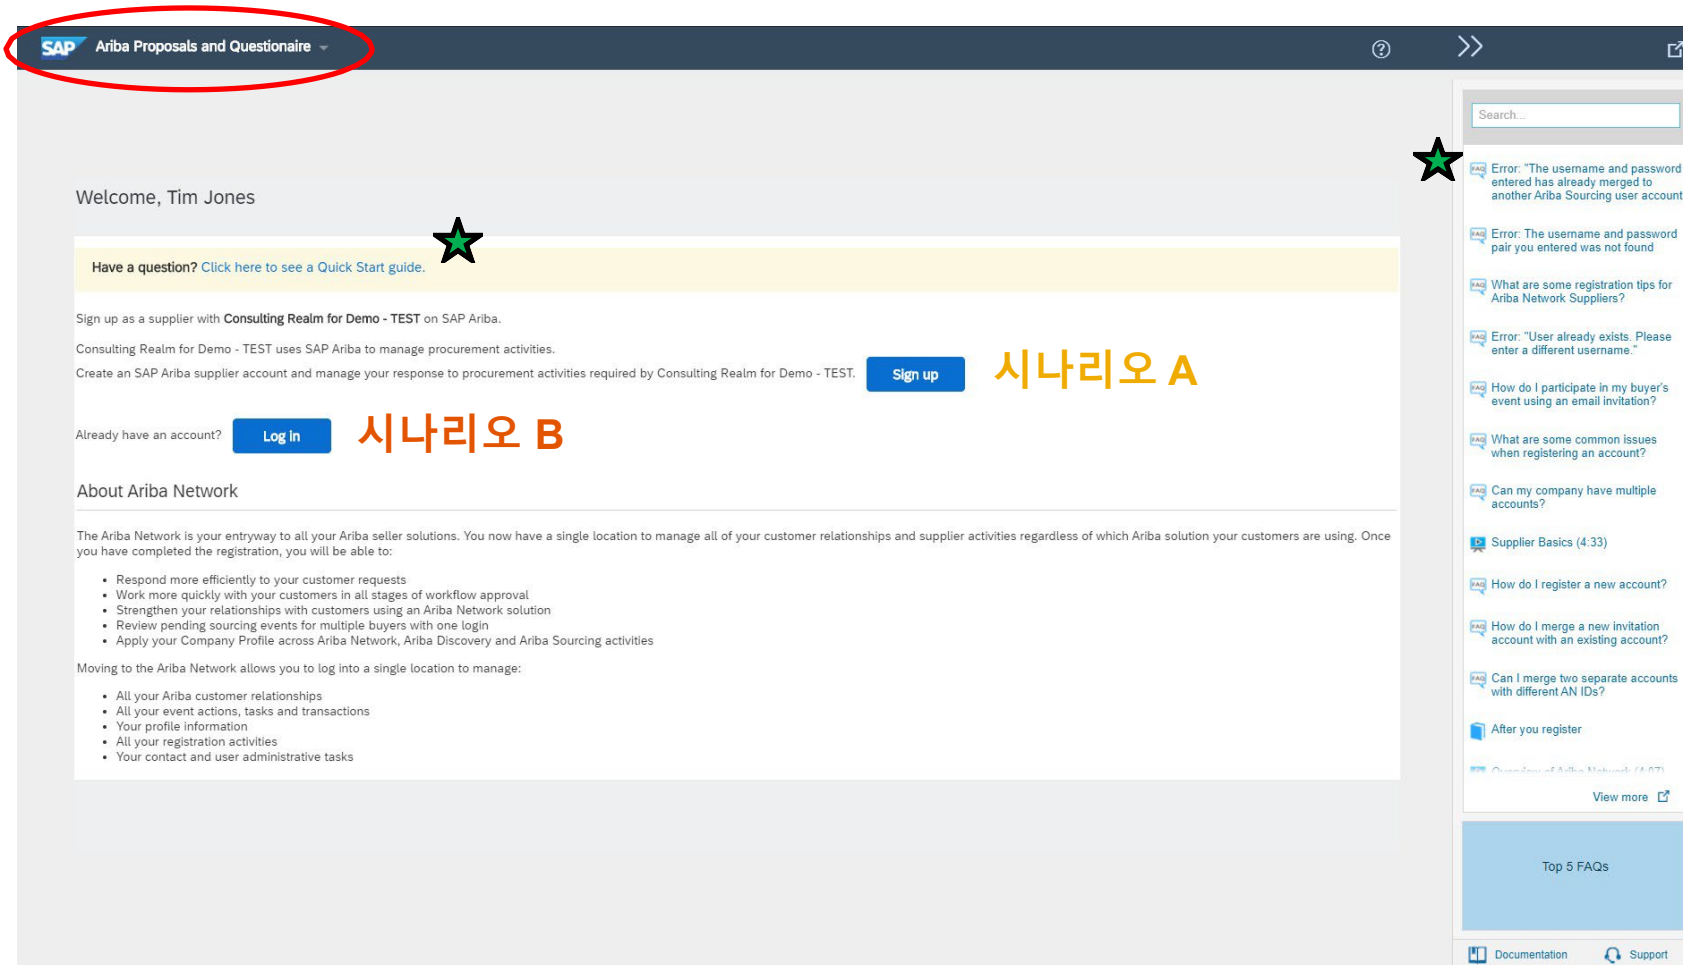 SAP Ariba Proposals and Questionaire
Search...
Error: "The username and password
entered has already merged to
another Ariba Sourcing user account
Error: The username and password
pair you entered was not found
What are some registration tips for
Ariba Network Suppliers?
Error: "User already exists. Please
enter a different username."
How do I participate in my buyer's
event using an email invitation?
What are some common issues
when registering an account?
Can my company have multiple
accounts?
Supplier Basics (4:33)
How do I register a new account?
How do I merge a new invitation
account with an existing account?
Can I merge two separate accounts
with different AN IDs?
After you register
Overview of Ariba Network (4:07)
View more
Top 5 FAQs
Documentation
Support
Welcome, Tim Jones
Have a question? Click here to see a Quick Start guide.
Sign up as a supplier with Consulting Realm for Demo - TEST on SAP Ariba.
Consulting Realm for Demo - TEST uses SAP Ariba to manage procurement activities.
Create an SAP Ariba supplier account and manage your response to procurement activities required by Consulting Realm for Demo - TEST. Sign up 시나리오 A
Already have an account? Log in 시나리오 B
About Ariba Network
The Ariba Network is your entryway to all your Ariba seller solutions. You now have a single location to manage all of your customer relationships and supplier activities regardless of which Ariba solution your customers are using. Once
you have completed the registration, you will be able to:
• Respond more efficiently to your customer requests
• Work more quickly with your customers in all stages of workflow approval
• Strengthen your relationships with customers using an Ariba Network solution
• Review pending sourcing events for multiple buyers with one login
• Apply your Company Profile across Ariba Network, Ariba Discovery and Ariba Sourcing activities
Moving to the Ariba Network allows you to log into a single location to manage:
• All your Ariba customer relationships
• All your event actions, tasks and transactions
• Your profile information
• All your registration activities
• Your contact and user administrative tasks